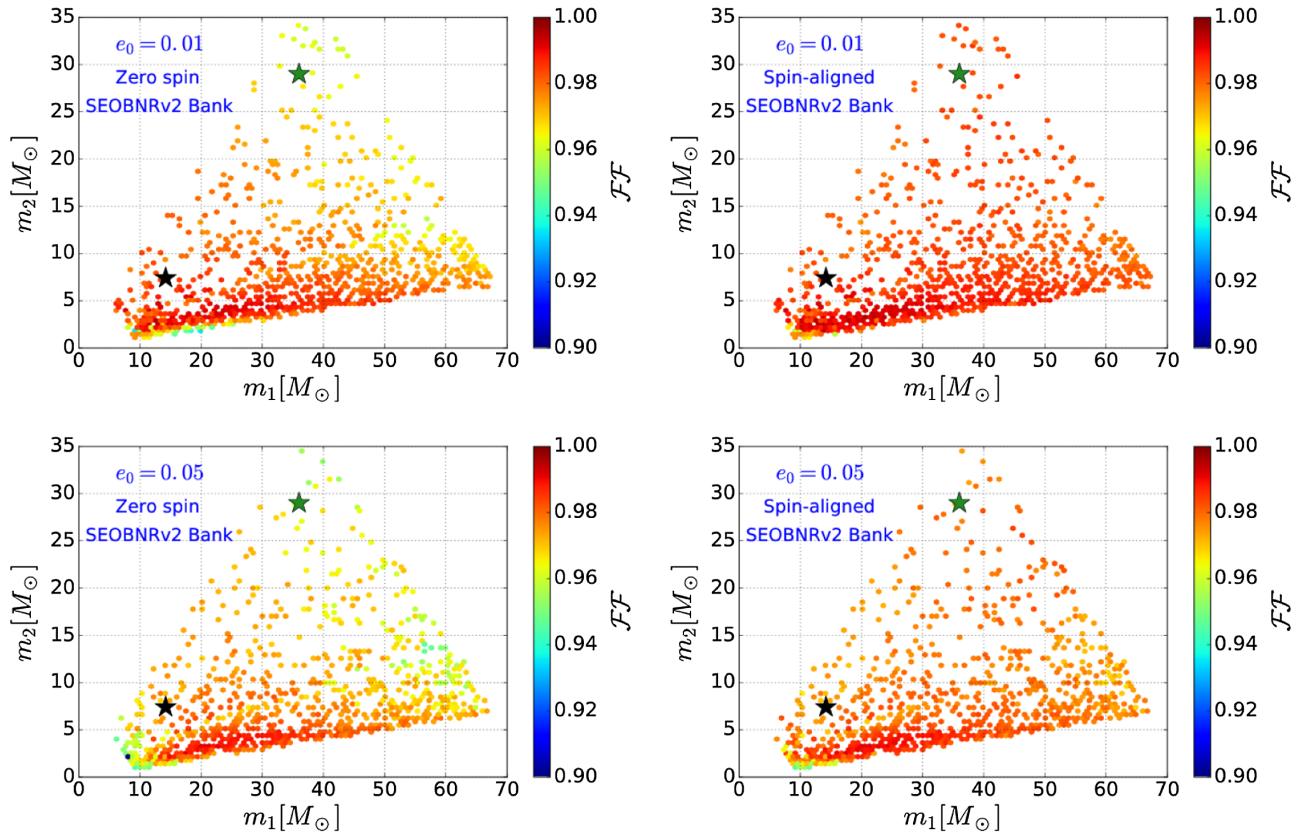 35
30
25
20
15
10
5
0
m₂[M⊙]
e₀ = 0.01
Zero spin
SEOBNRv2 Bank
0 10 20 30 40 50 60 70
m₁[M⊙]
1.00
0.98
0.96
0.94
0.92
0.90
FF
35
30
25
20
15
10
5
0
m₂[M⊙]
e₀ = 0.01
Spin-aligned
SEOBNRv2 Bank
0 10 20 30 40 50 60 70
m₁[M⊙]
1.00
0.98
0.96
0.94
0.92
0.90
FF
35
30
25
20
15
10
5
0
m₂[M⊙]
e₀ = 0.05
Zero spin
SEOBNRv2 Bank
0 10 20 30 40 50 60 70
m₁[M⊙]
1.00
0.98
0.96
0.94
0.92
0.90
FF
35
30
25
20
15
10
5
0
m₂[M⊙]
e₀ = 0.05
Spin-aligned
SEOBNRv2 Bank
0 10 20 30 40 50 60 70
m₁[M⊙]
1.00
0.98
0.96
0.94
0.92
0.90
FF